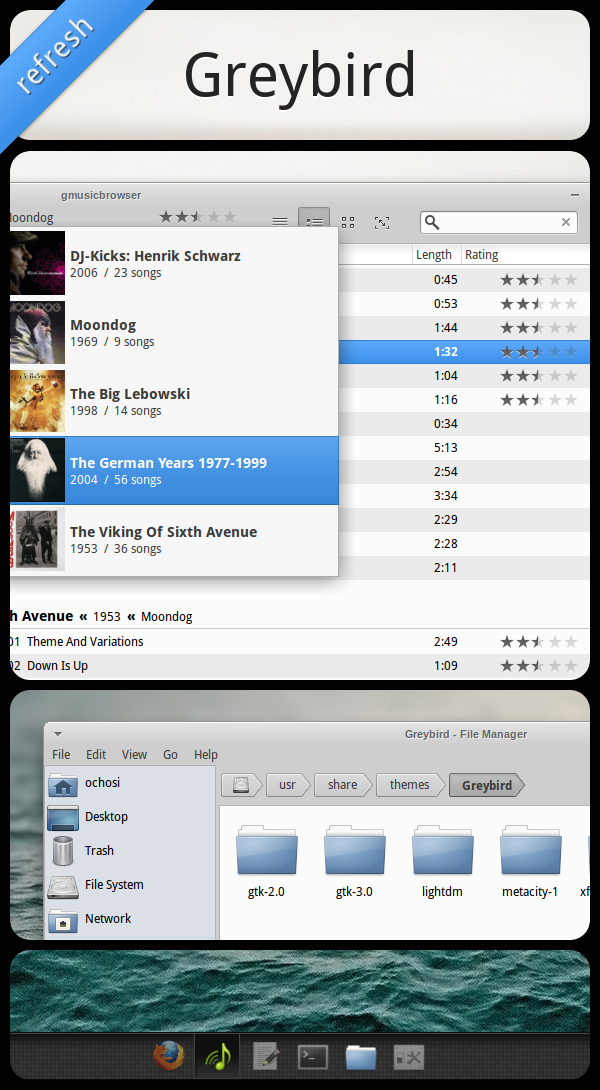 refresh
Greybird
gmusicbrowser
Moondog
DJ-Kicks: Henrik Schwarz
2006 / 23 songs
Moondog
1969 / 9 songs
The Big Lebowski
1998 / 14 songs
The German Years 1977-1999
2004 / 56 songs
The Viking Of Sixth Avenue
1953 / 36 songs
Length Rating
0:45
0:53
1:44
1:32
1:04
1:16
0:34
5:13
2:54
3:34
2:29
2:28
2:11
h Avenue « 1953 « Moondog
01 Theme And Variations 2:49
02 Down Is Up 1:09
Greybird - File Manager
File Edit View Go Help
usr share themes Greybird
ochosi
Desktop
Trash
File System
Network
gtk-2.0 gtk-3.0 lightdm metacity-1 xf